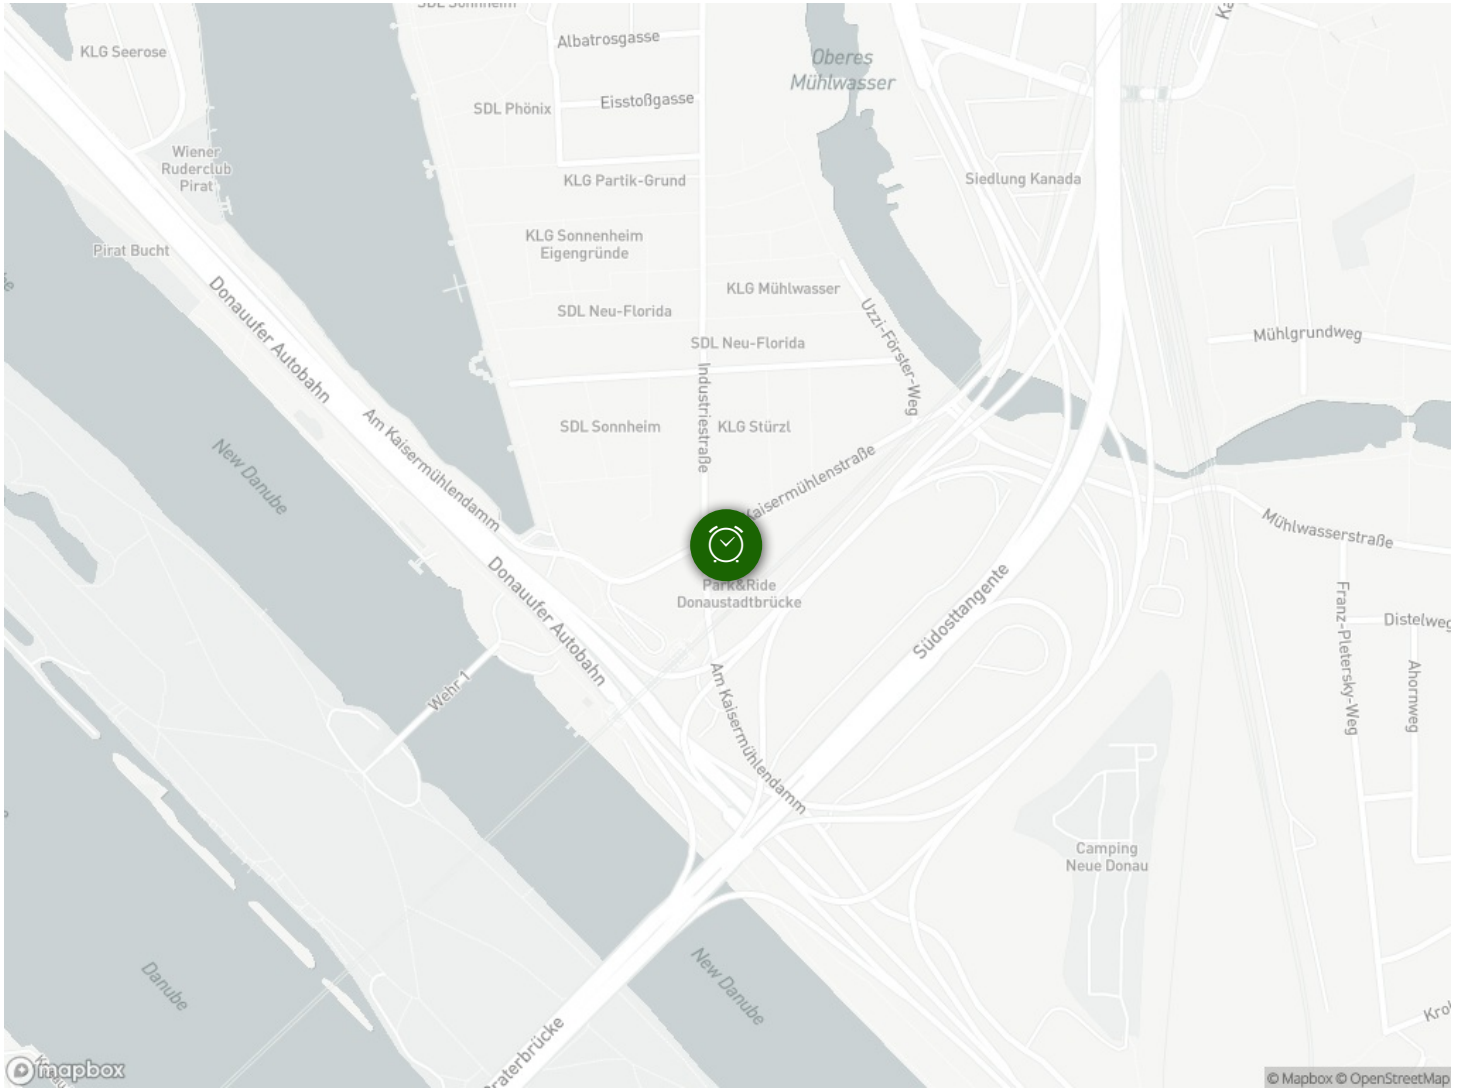 SDL Sonnheim
KLG Seerose
Albatrosgasse
Oberes
Mühlwasser
SDL Phönix
Eisstoßgasse
Wiener
Ruderclub
Pirat
KLG Partik-Grund
Siedlung Kanada
Pirat Bucht
KLG Sonnenheim
Eigengründe
KLG Mühlwasser
SDL Neu-Florida
Uzzi-Förster-Weg
Donauufer Autobahn
SDL Neu-Florida
Mühlgrundweg
Industriestraße
Am Kaisermühlendamm
SDL Sonnheim
KLG Stürzl
New Danube
Kaisermühlenstraße
Mühlwasserstraße
Donauufer Autobahn
Park&Ride
Donaustadtbrücke
Südosttangente
Franz-Pletersky-Weg
Distelweg
Ahornweg
Wehr 1
Am Kaisermühlendamm
Camping
Neue Donau
Danube
New Danube
Praterbrücke
mapbox
© Mapbox © OpenStreetMap